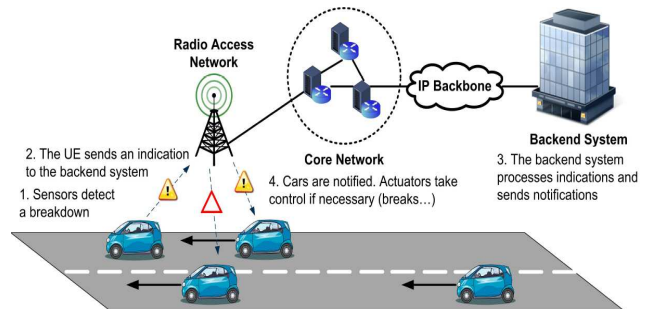 Radio Access
Network
IP Backbone
Backend System
3. The backend system
processes indications and
sends notifications
Core Network
4. Cars are notified. Actuators take
control if necessary (breaks…)
2. The UE sends an indication
to the backend system
1. Sensors detect
a breakdown